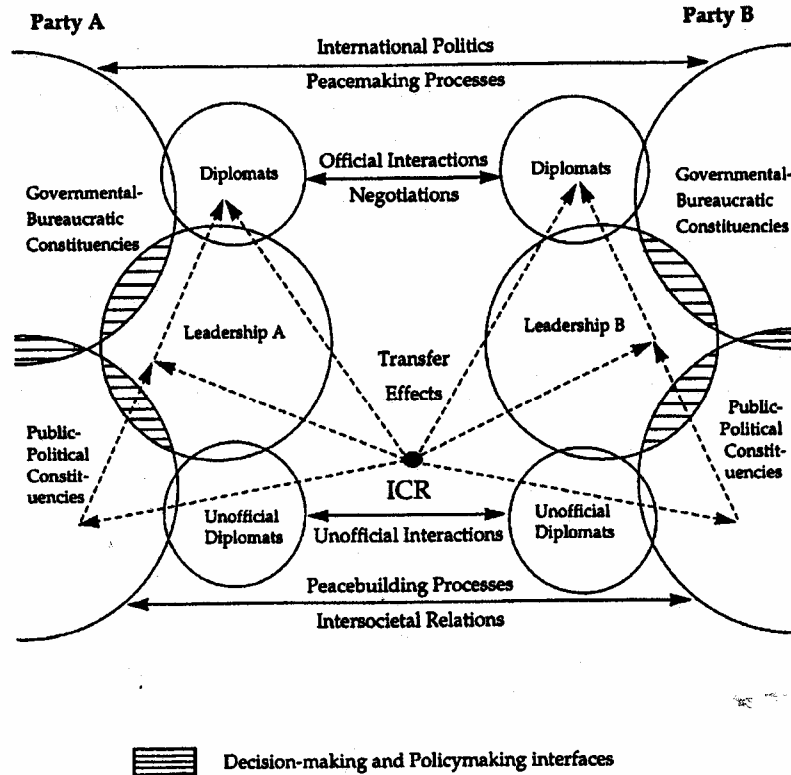 Party A
Party B
International Politics
Peacemaking Processes
Diplomats
Official Interactions
Negotiations
Diplomats
Governmental-
Bureaucratic
Constituencies
Governmental-
Bureaucratic
Constituencies
Leadership A
Transfer
Effects
Leadership B
Public-
Political
Constit-
uencies
Public-
Political
Constit-
uencies
ICR
Unofficial
Diplomats
Unofficial Interactions
Unofficial
Diplomats
Peacebuilding Processes
Intersocietal Relations
Decision-making and Policymaking interfaces